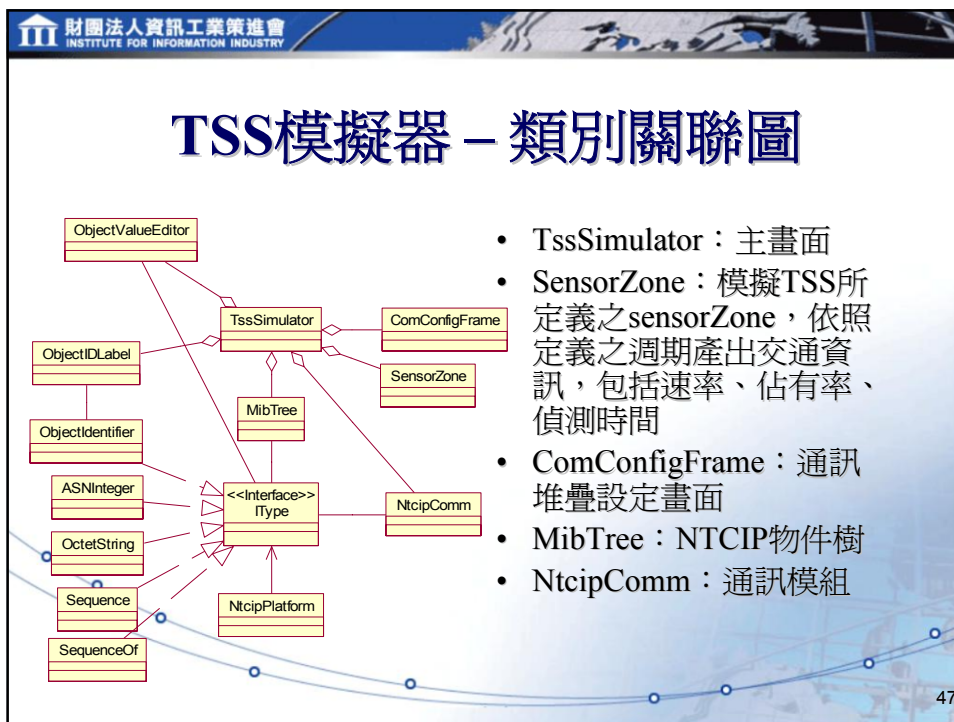 財團法人資訊工業策進會
INSTITUTE FOR INFORMATION INDUSTRY
TSS模擬器 – 類別關聯圖
ObjectValueEditor
TssSimulator
ComConfigFrame
ObjectIDLabel
SensorZone
MibTree
ObjectIdentifier
ASNInteger
<<Interface>>
IType
NtcipComm
OctetString
Sequence
NtcipPlatform
SequenceOf
• TssSimulator：主畫面
• SensorZone：模擬TSS所
定義之sensorZone，依照
定義之週期產出交通資
訊，包括速率、佔有率、
偵測時間
• ComConfigFrame：通訊
堆疊設定畫面
• MibTree：NTCIP物件樹
• NtcipComm：通訊模組
47